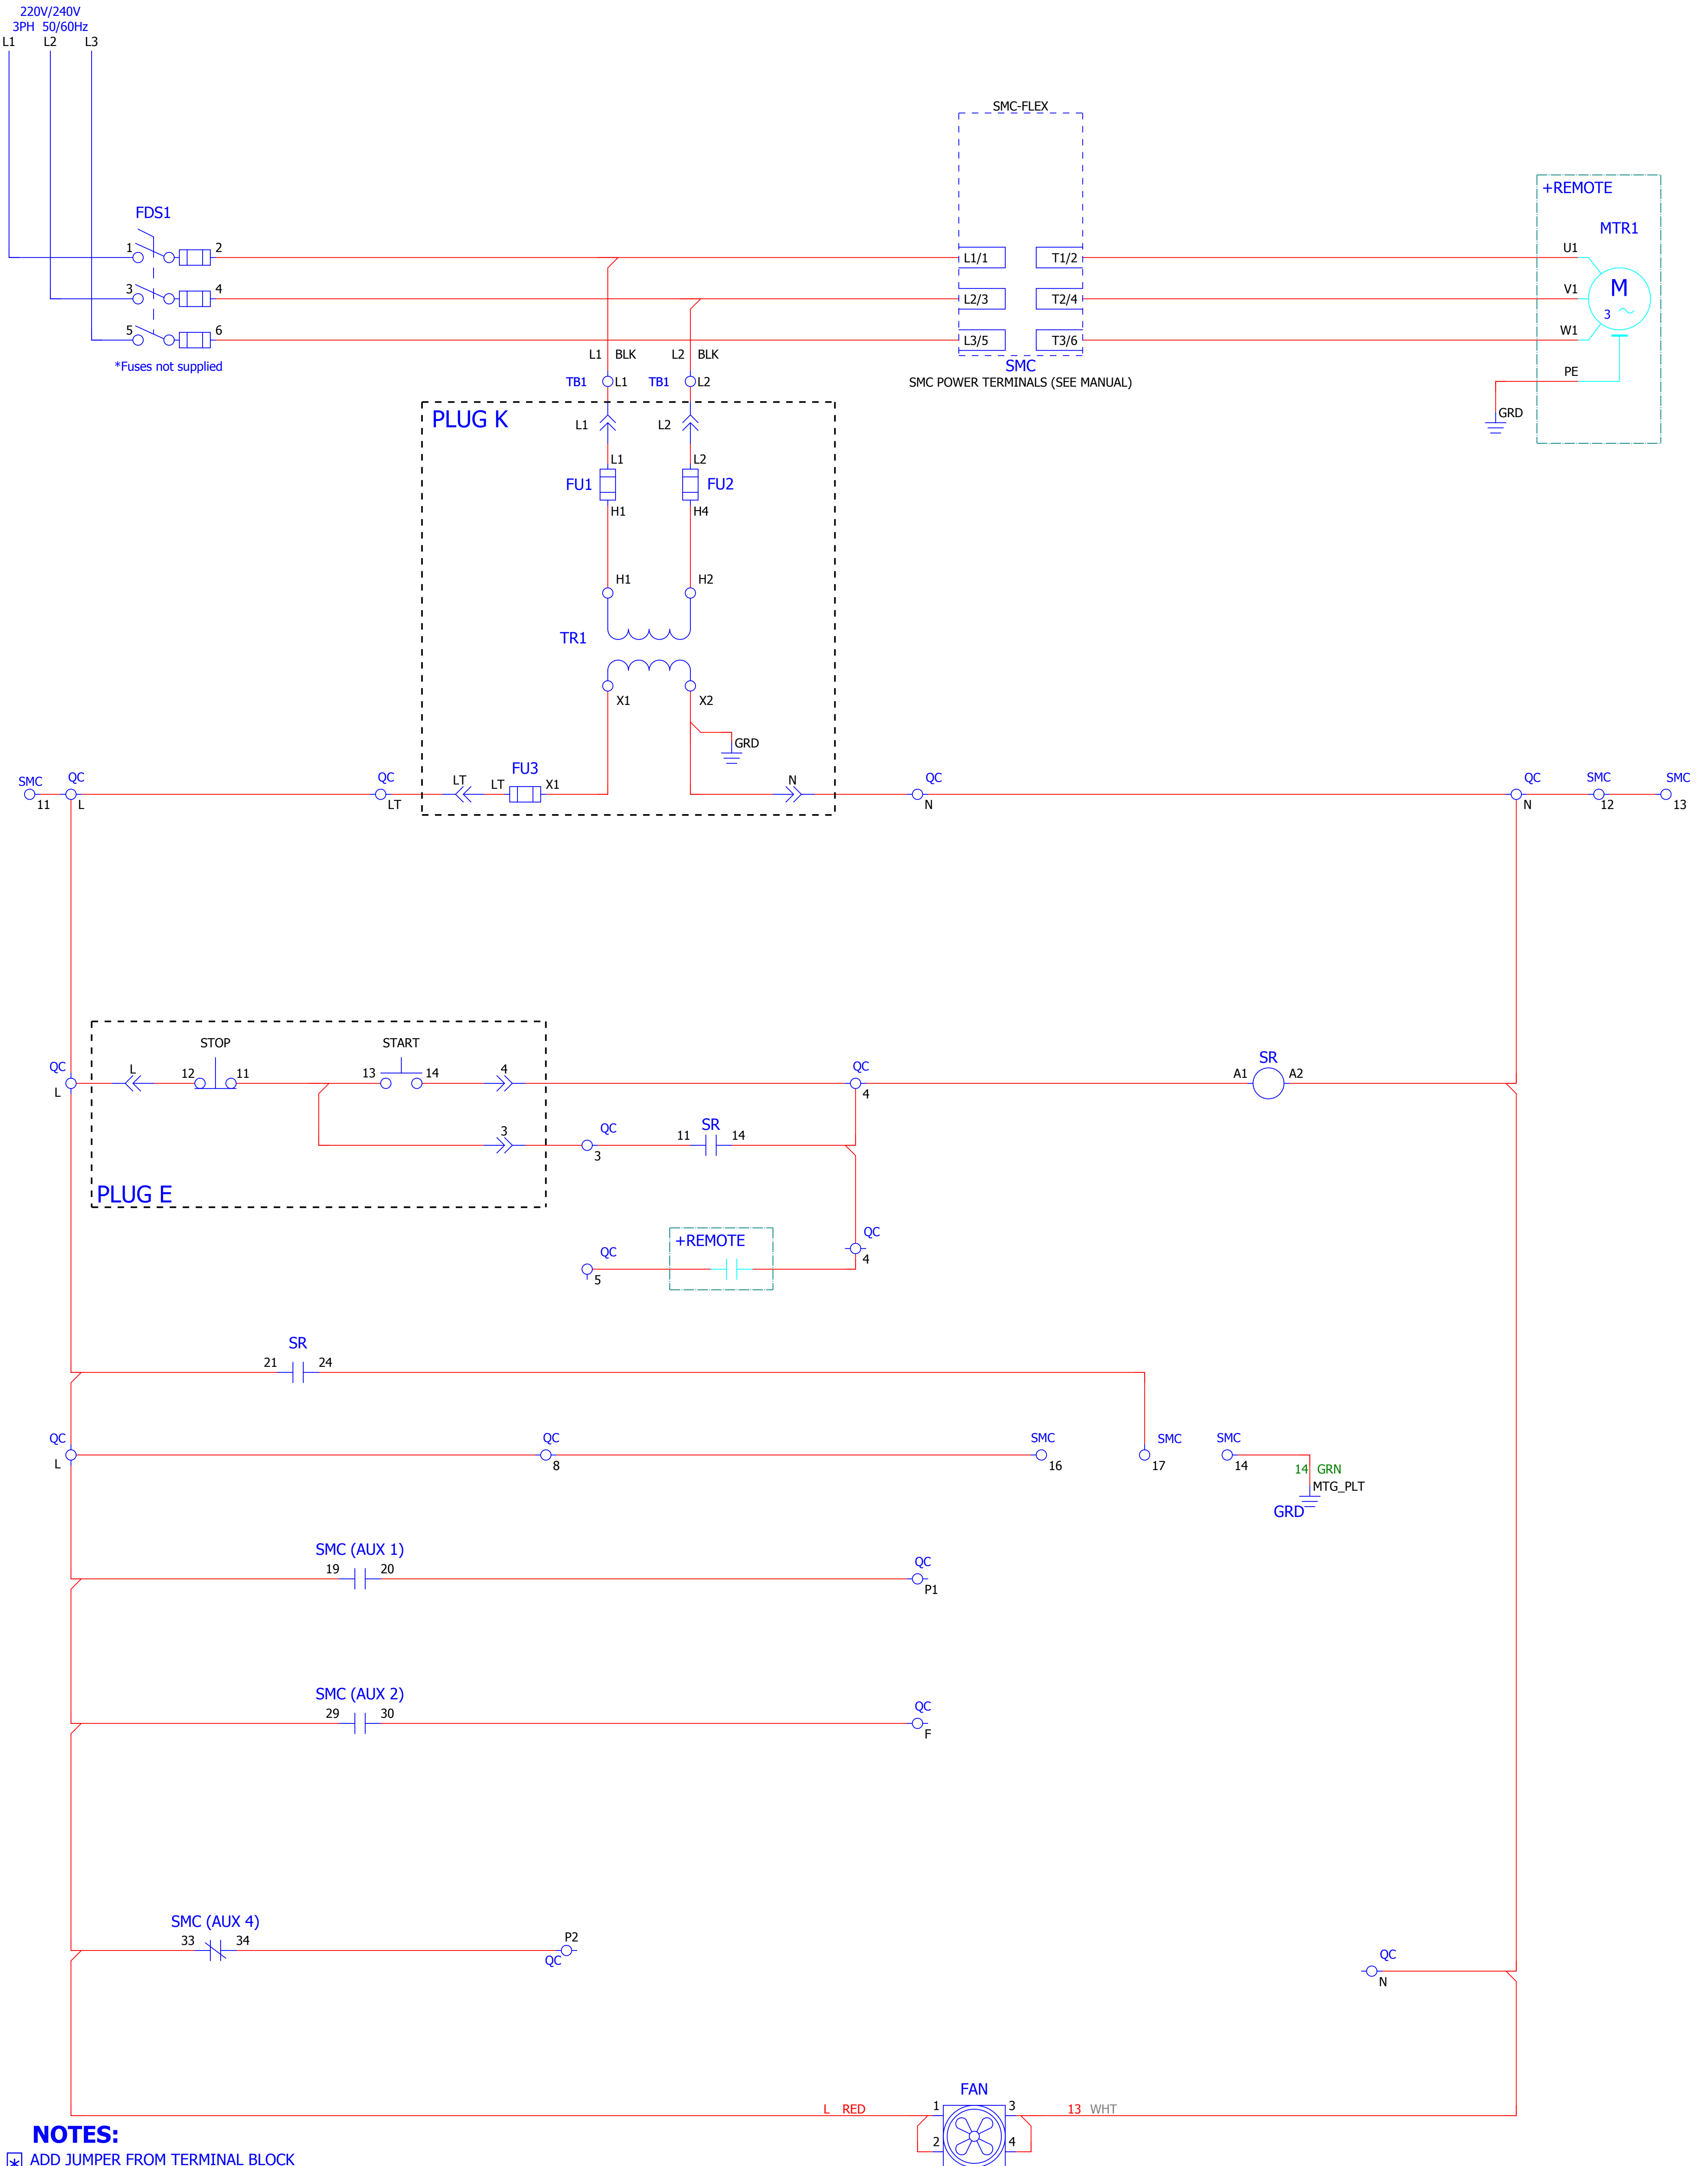 220V/240V
3PH 50/60Hz
L1 L2 L3
SMC-FLEX
+REMOTE
MTR1
FDS1
1 2 L1/1 T1/2 U1
3 4 L2/3 T2/4 V1
M
3
5 6 L3/5 T3/6 W1
*Fuses not supplied
L1 BLK L2 BLK
SMC
SMC POWER TERMINALS (SEE MANUAL)
PE
TB1 L1 TB1 L2
GRD
PLUG K
L1 L2
L1 L2
FU1 FU2
H1 H4
H1 H2
TR1
X1 X2
GRD
FU3
SMC QC QC LT LT X1 N QC QC SMC SMC
11 L LT N N 12 13
STOP START
QC L 12 11 13 14 4 QC SR
L 4 A1 A2
3 QC 11 SR 14
3
PLUG E
+REMOTE
QC QC
5 4
SR
21 24
QC QC SMC SMC SMC
L 8 16 17 14
14 GRN
MTG_PLT
GRD
SMC (AUX 1)
19 20 QC
P1
SMC (AUX 2)
29 30 QC
F
SMC (AUX 4)
33 34 P2
QC
QC
N
FAN
L RED 1 3 13 WHT
2 4
NOTES:
* ADD JUMPER FROM TERMINAL BLOCK